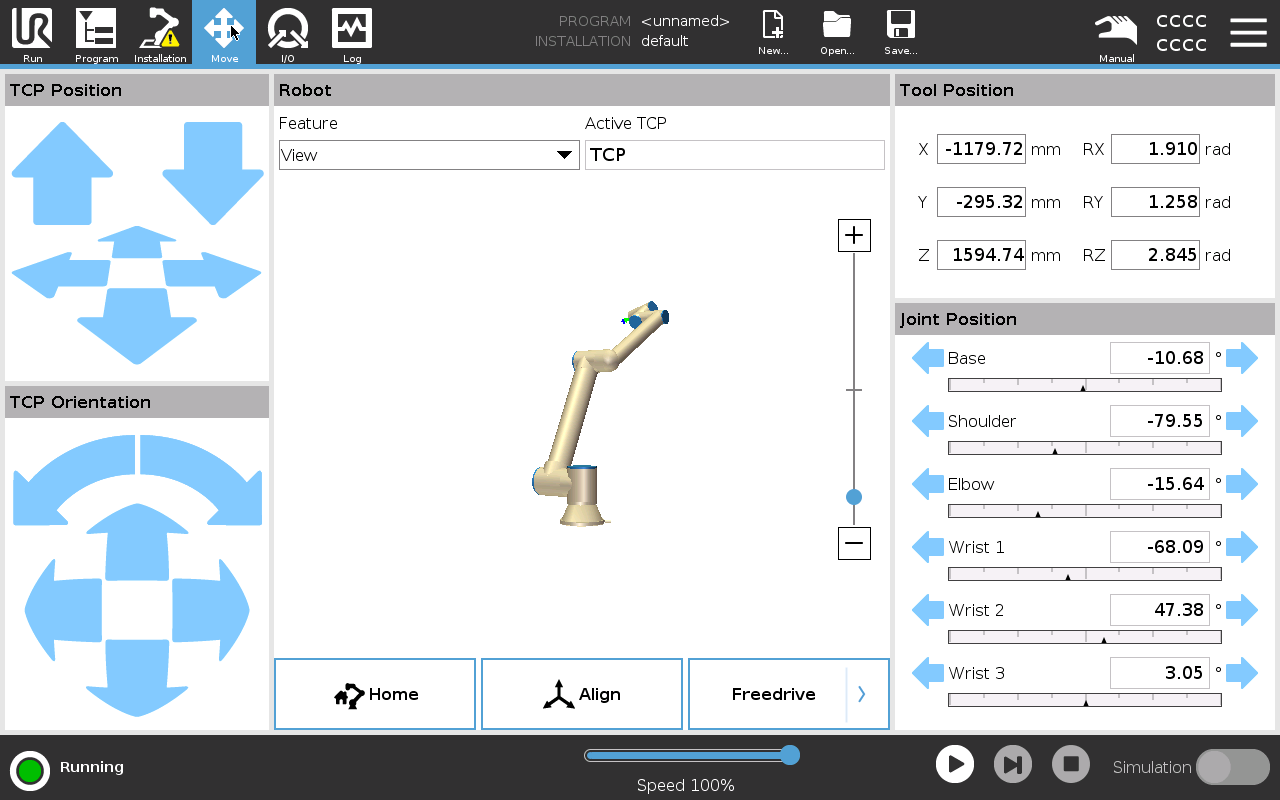 UR
Run
Program
Installation
Move
I/O
Log
PROGRAM <unnamed>
INSTALLATION default
New...
Open...
Save...
Manual
CCCC
CCCC
TCP Position
TCP Orientation
Robot
Feature
Active TCP
View
TCP
Home
Align
Freedrive
Tool Position
X -1179.72 mm RX 1.910 rad
Y -295.32 mm RY 1.258 rad
Z 1594.74 mm RZ 2.845 rad
Joint Position
Base -10.68 °
Shoulder -79.55 °
Elbow -15.64 °
Wrist 1 -68.09 °
Wrist 2 47.38 °
Wrist 3 3.05 °
Running
Speed 100%
Simulation